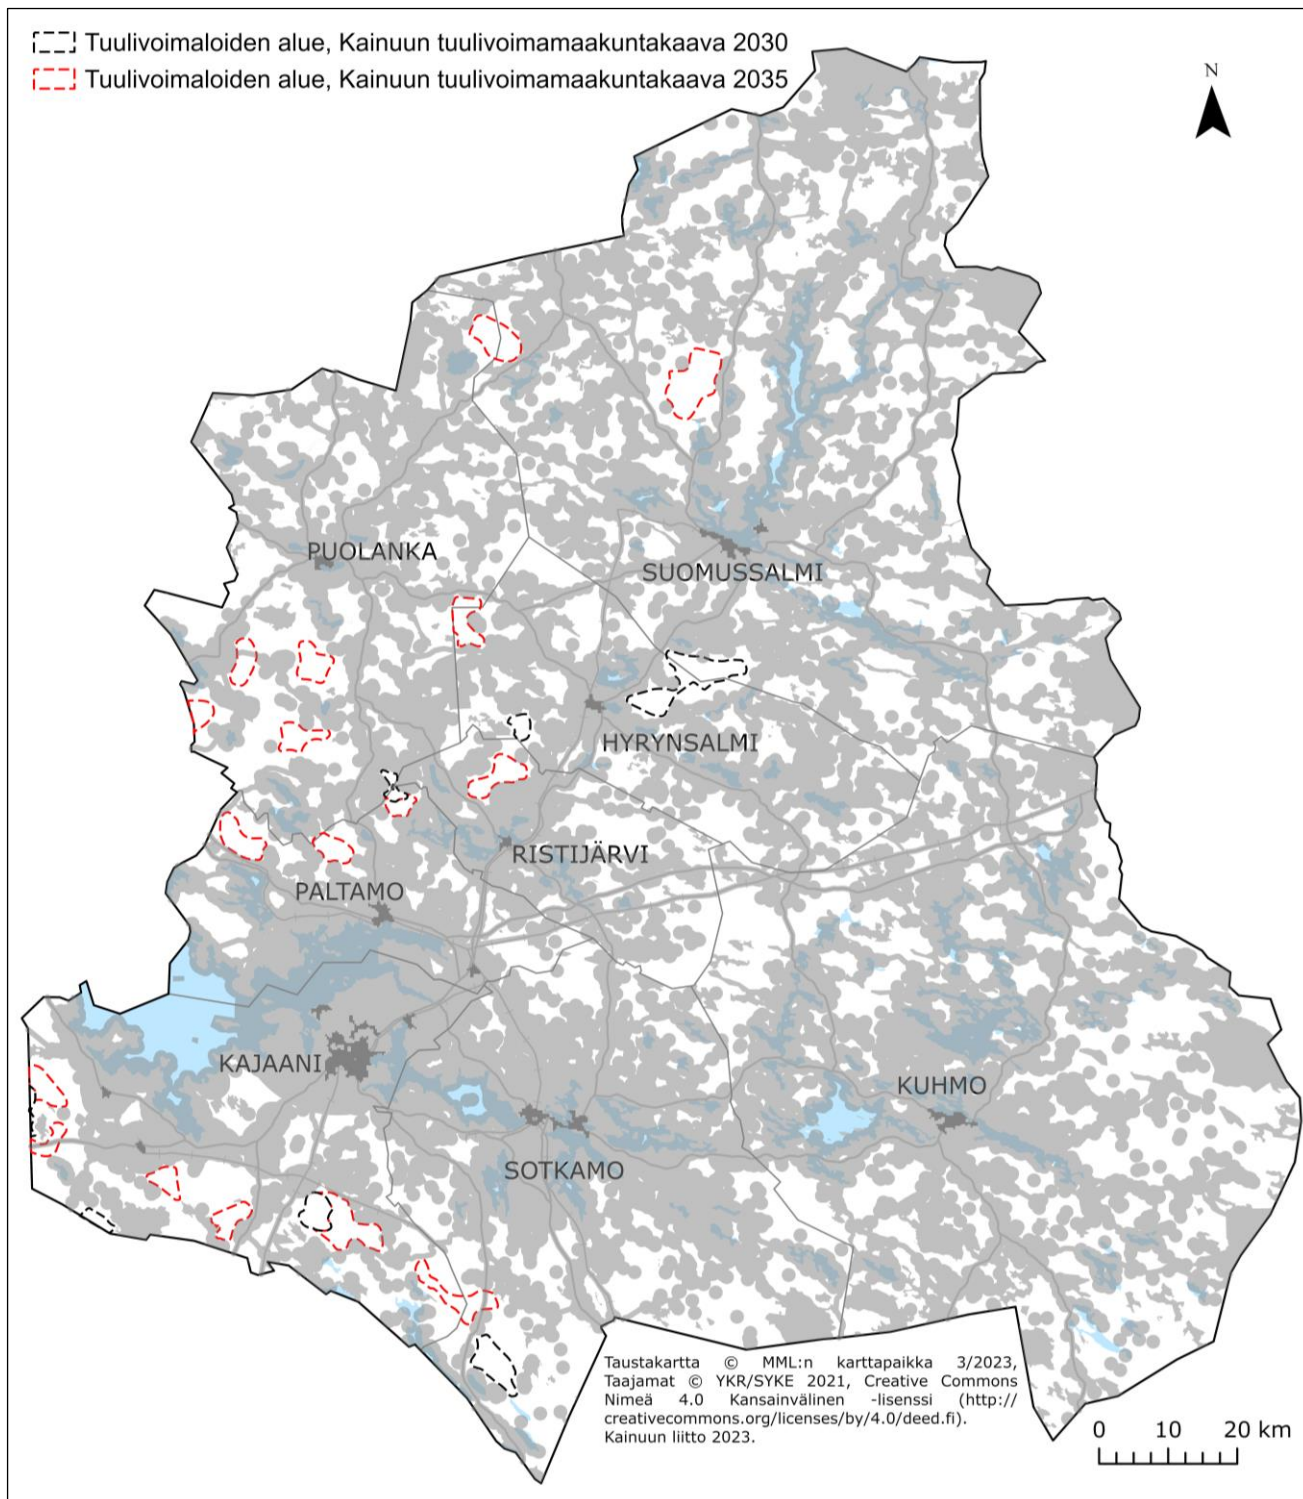 Tuulivoimaloiden alue, Kainuun tuulivoimamaakuntakaava 2030
Tuulivoimaloiden alue, Kainuun tuulivoimamaakuntakaava 2035
N
PUOLANKA
SUOMUSSALMI
HYRYNSALMI
RISTIJÄRVI
PALTAMO
KAJAANI
KUHMO
SOTKAMO
Taustakartta © MML:n karttapaikka 3/2023,
Taajamat © YKR/SYKE 2021, Creative Commons
Nimeä 4.0 Kansainvälinen -lisenssi (http://
creativecommons.org/licenses/by/4.0/deed.fi).
Kainuun liitto 2023.
0 10 20 km